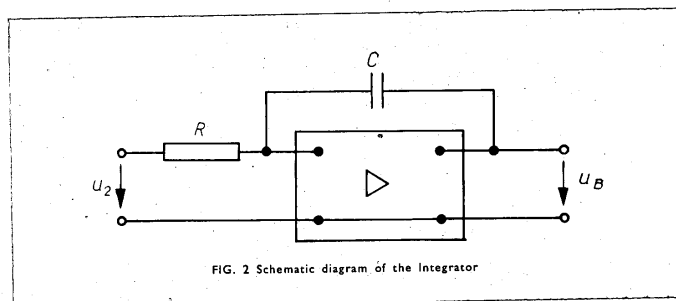 C
R
u2
uB
FIG. 2 Schematic diagram of the Integrator